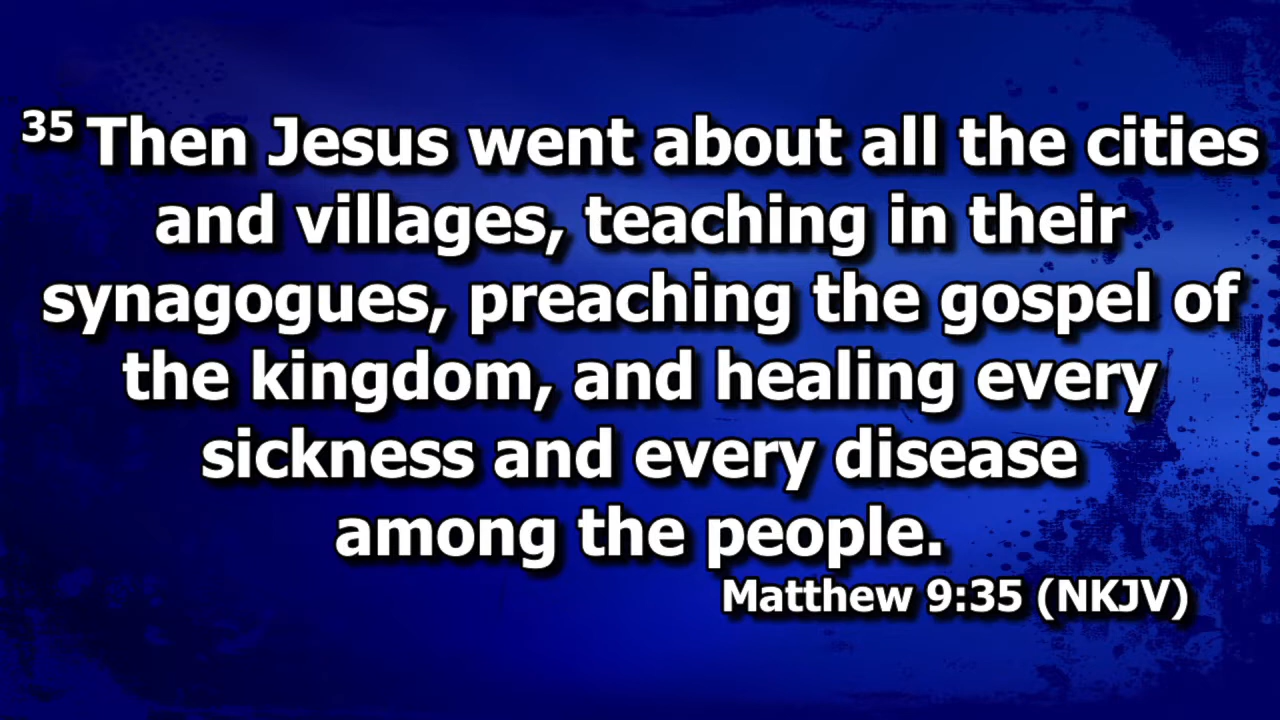 35 Then Jesus went about all the cities
and villages, teaching in their
synagogues, preaching the gospel of
the kingdom, and healing every
sickness and every disease
among the people.
Matthew 9:35 (NKJV)